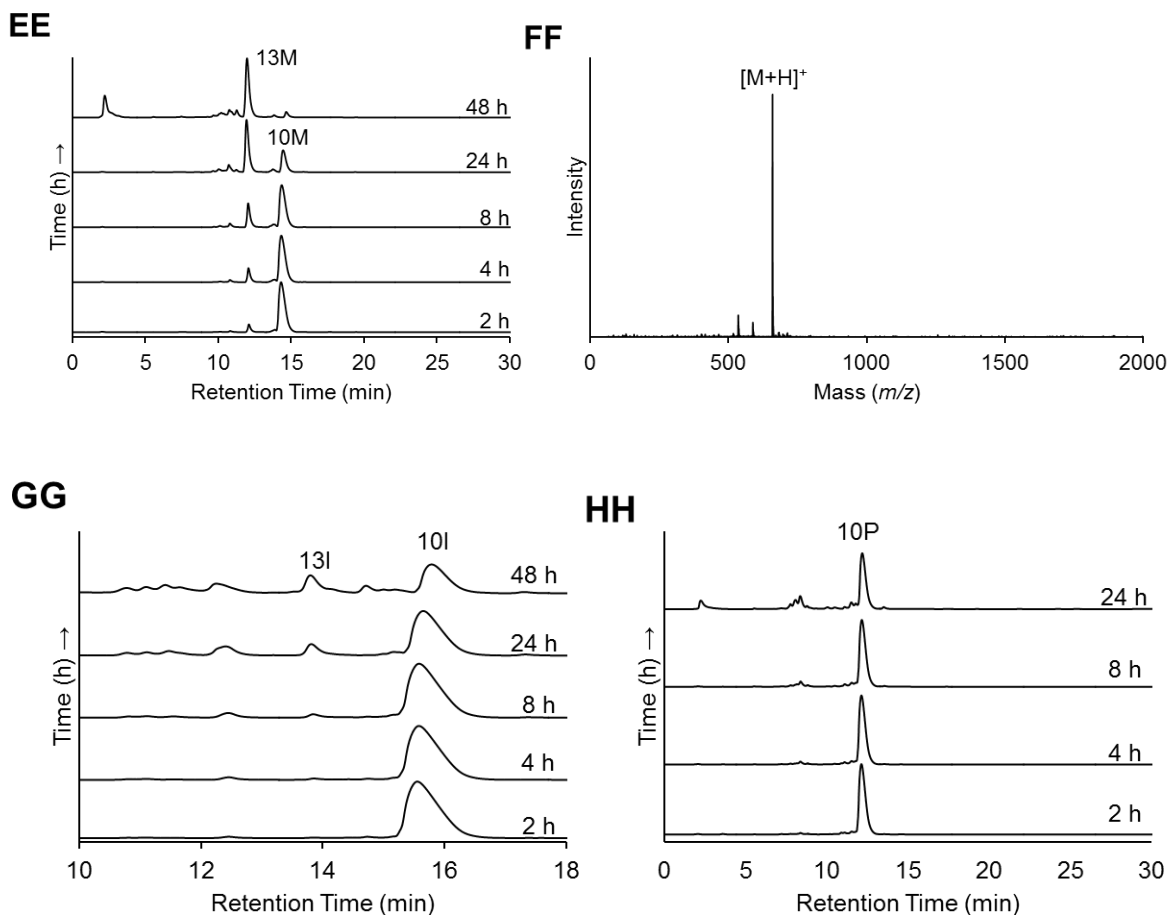 EE
13M
48 h
10M
24 h
8 h
4 h
2 h
Time (h) →
0 5 10 15 20 25 30
Retention Time (min)
FF
[M+H]⁺
Intensity
0 500 1000 1500 2000
Mass (m/z)
GG
13I
10I
48 h
24 h
8 h
4 h
2 h
Time (h) →
10 12 14 16 18
Retention Time (min)
HH
10P
24 h
8 h
4 h
2 h
Time (h) →
0 5 10 15 20 25 30
Retention Time (min)